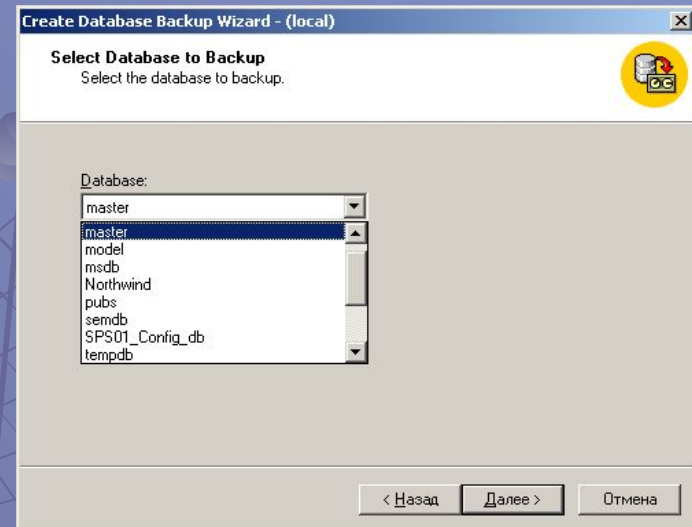 Create Database Backup Wizard - (local)
Select Database to Backup
Select the database to backup.
Database:
master
master
model
msdb
Northwind
pubs
semdb
SPS01_Config_db
tempdb
< Назад Далее > Отмена